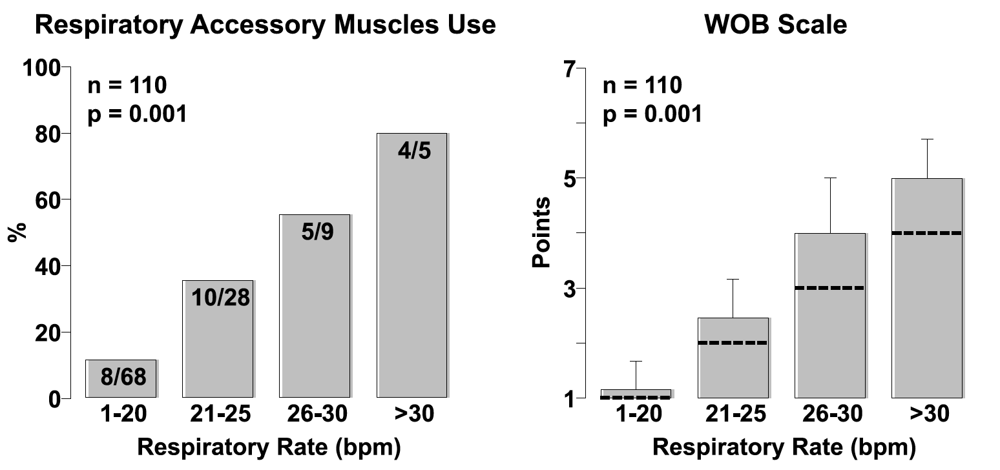 Respiratory Accessory Muscles Use
100
80
60
40
20
0
%
n = 110
p = 0.001
8/68
10/28
5/9
4/5
1-20 21-25 26-30 >30
Respiratory Rate (bpm)
WOB Scale
7
5
3
1
Points
n = 110
p = 0.001
1-20 21-25 26-30 >30
Respiratory Rate (bpm)